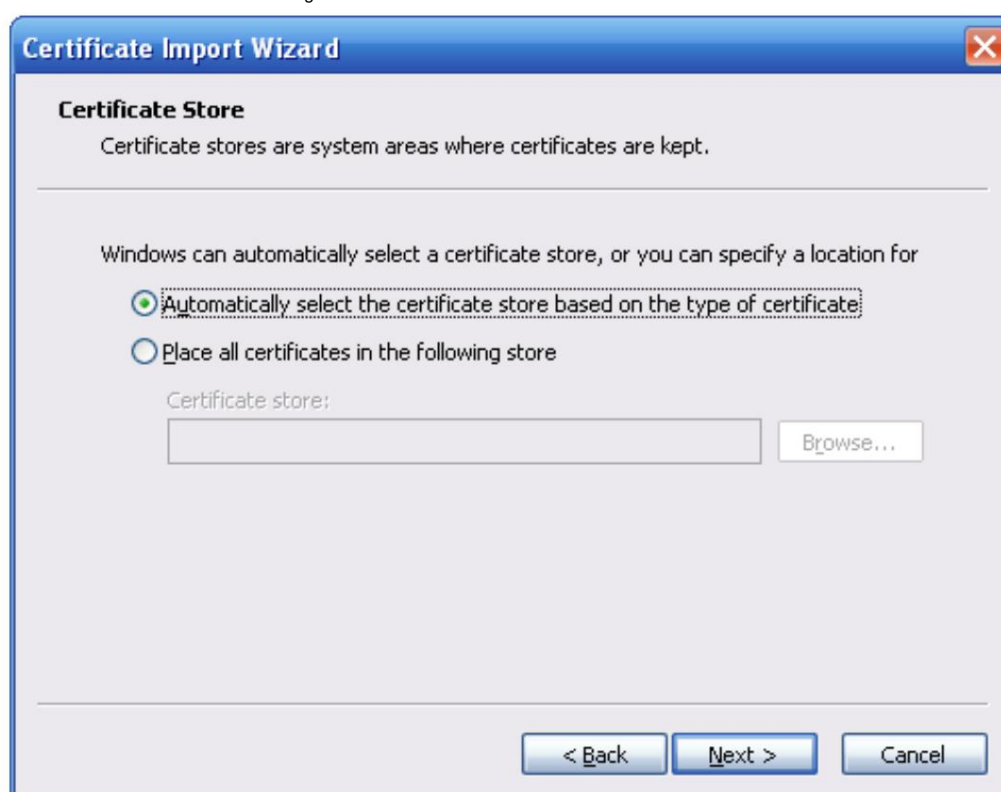 Certificate Import Wizard
Certificate Store
Certificate stores are system areas where certificates are kept.
Windows can automatically select a certificate store, or you can specify a location for
Automatically select the certificate store based on the type of certificate
Place all certificates in the following store
Certificate store:
Browse...
< Back
Next >
Cancel